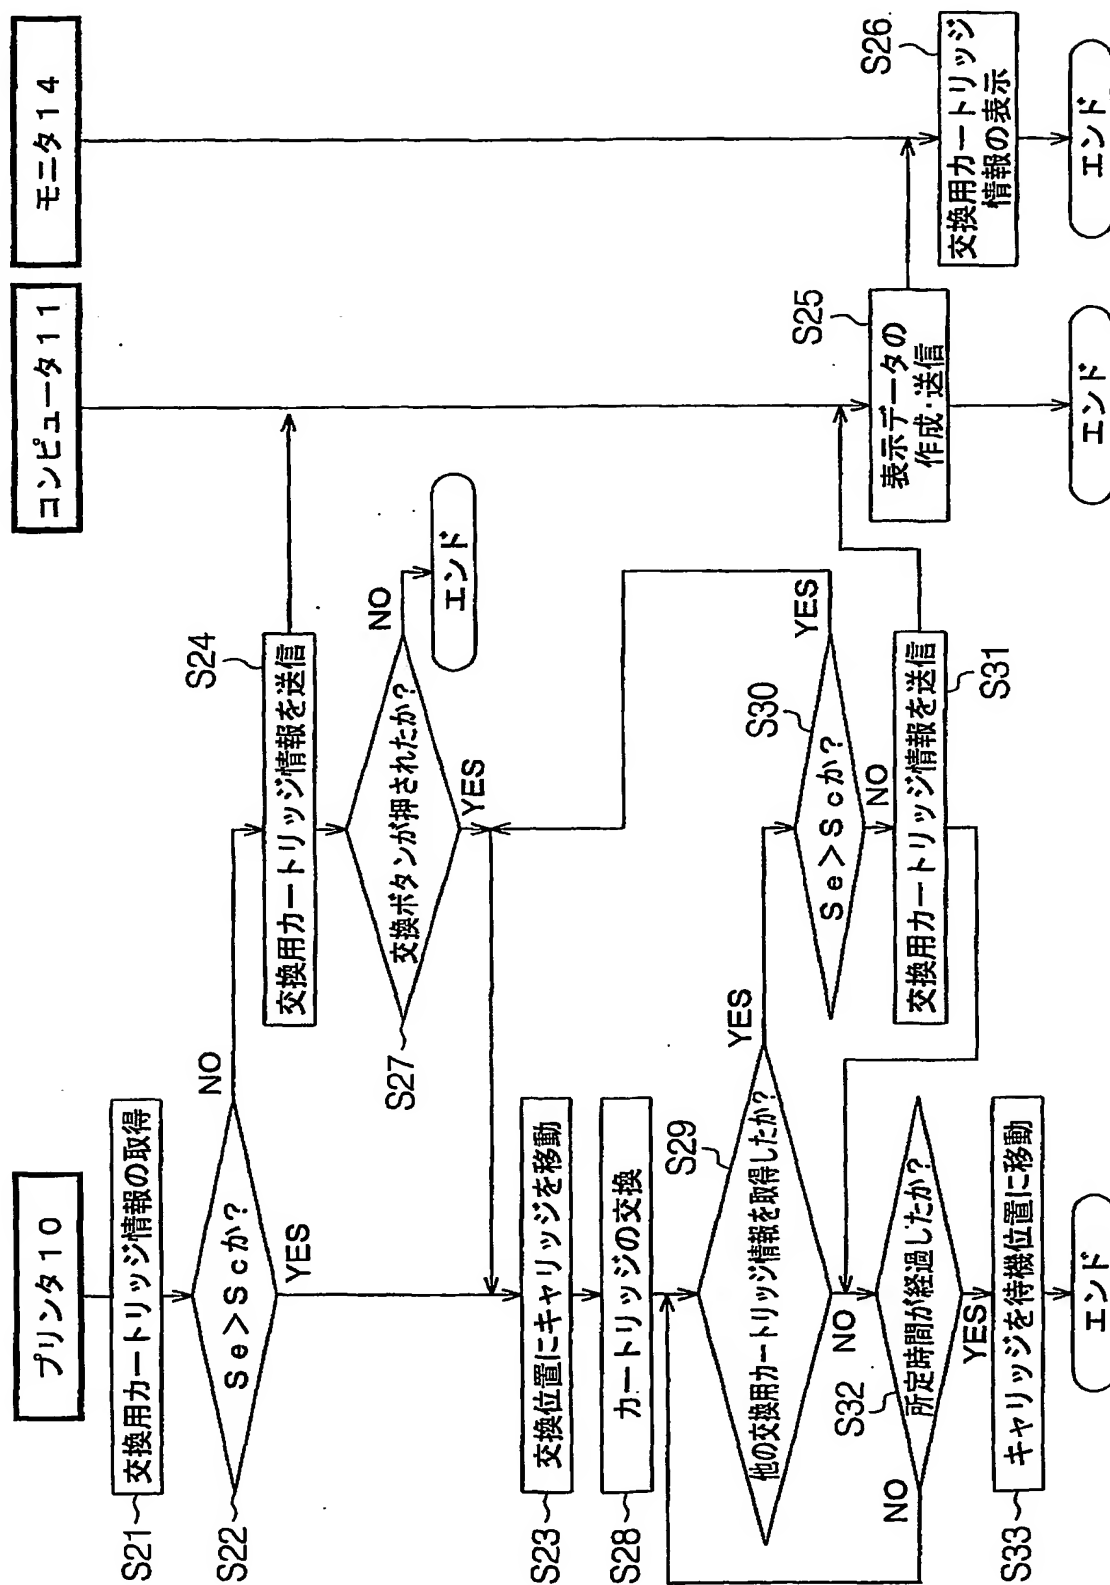 プリンタ10
コンピュータ11
モニタ14
S21
交換用カートリッジ情報の取得
S22
Se>Scか?
NO
YES
S24
交換用カートリッジ情報を送信
S27
交換ボタンが押されたか?
NO
エンド
YES
S23
交換位置にキャリッジを移動
S28
カートリッジの交換
S29
他の交換用カートリッジ情報を取得したか?
YES
NO
S30
Se>Scか?
YES
NO
S31
交換用カートリッジ情報を送信
S32
所定時間が経過したか?
NO
YES
S33
キャリッジを待機位置に移動
エンド
S25
表示データの
作成・送信
エンド
S26
交換用カートリッジ
情報の表示
エンド